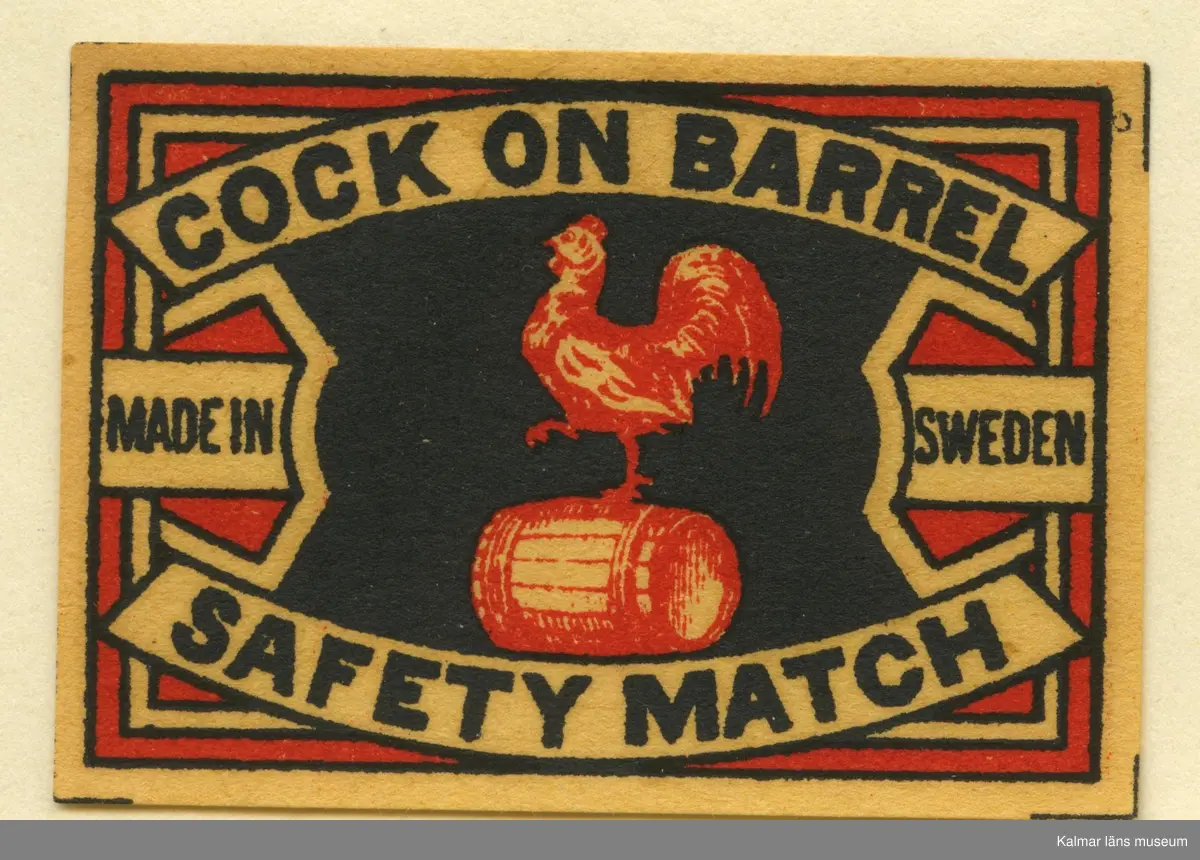 COCK ON BARREL
MADE IN
SWEDEN
SAFETY MATCH
Kalmar läns museum